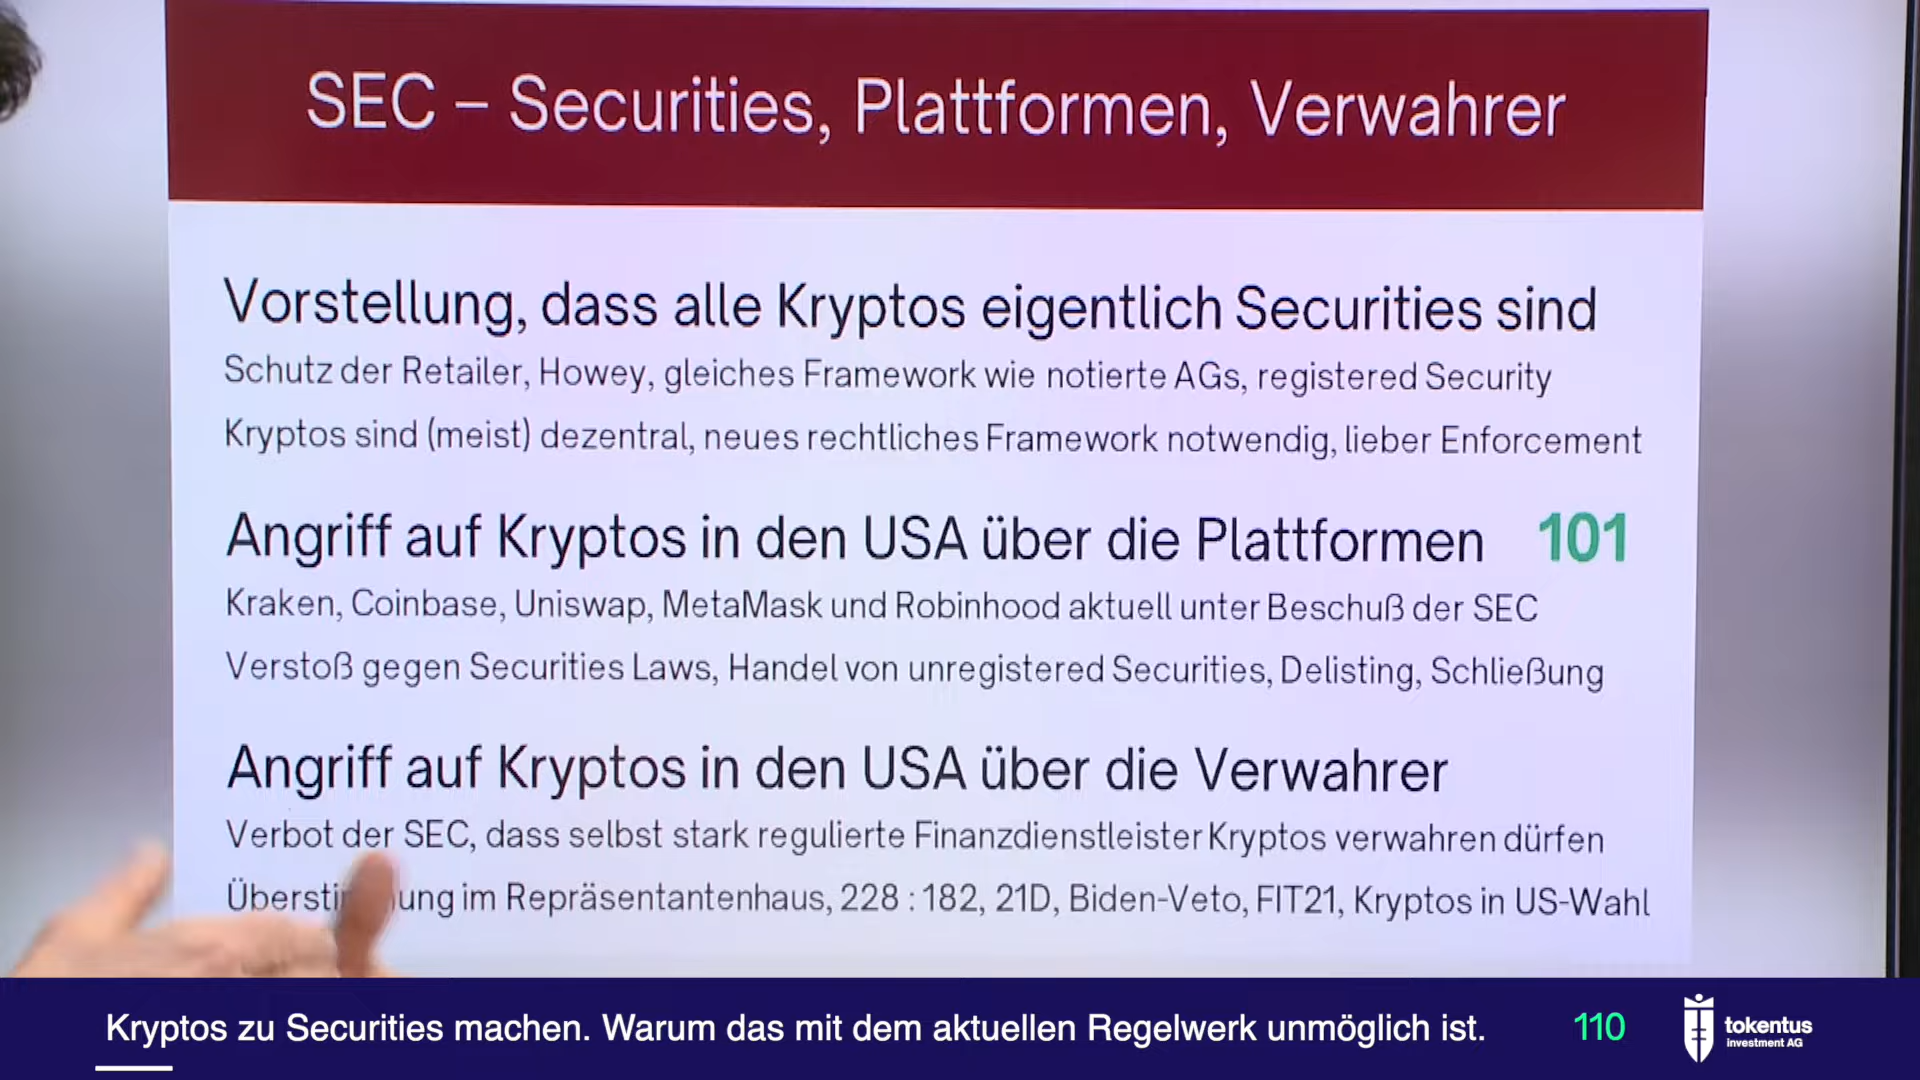 SEC – Securities, Plattformen, Verwahrer
Vorstellung, dass alle Kryptos eigentlich Securities sind
Schutz der Retailer, Howey, gleiches Framework wie notierte AGs, registered Security
Kryptos sind (meist) dezentral, neues rechtliches Framework notwendig, lieber Enforcement
Angriff auf Kryptos in den USA über die Plattformen 101
Kraken, Coinbase, Uniswap, MetaMask und Robinhood aktuell unter Beschuß der SEC
Verstoß gegen Securities Laws, Handel von unregistered Securities, Delisting, Schließung
Angriff auf Kryptos in den USA über die Verwahrer
Verbot der SEC, dass selbst stark regulierte Finanzdienstleister Kryptos verwahren dürfen
im Repräsentantenhaus, 228 : 182, 21D, Biden-Veto, FIT21, Kryptos in US-Wahl
Kryptos zu Securities machen. Warum das mit dem aktuellen Regelwerk unmöglich ist. 110
tokentus
investment AG